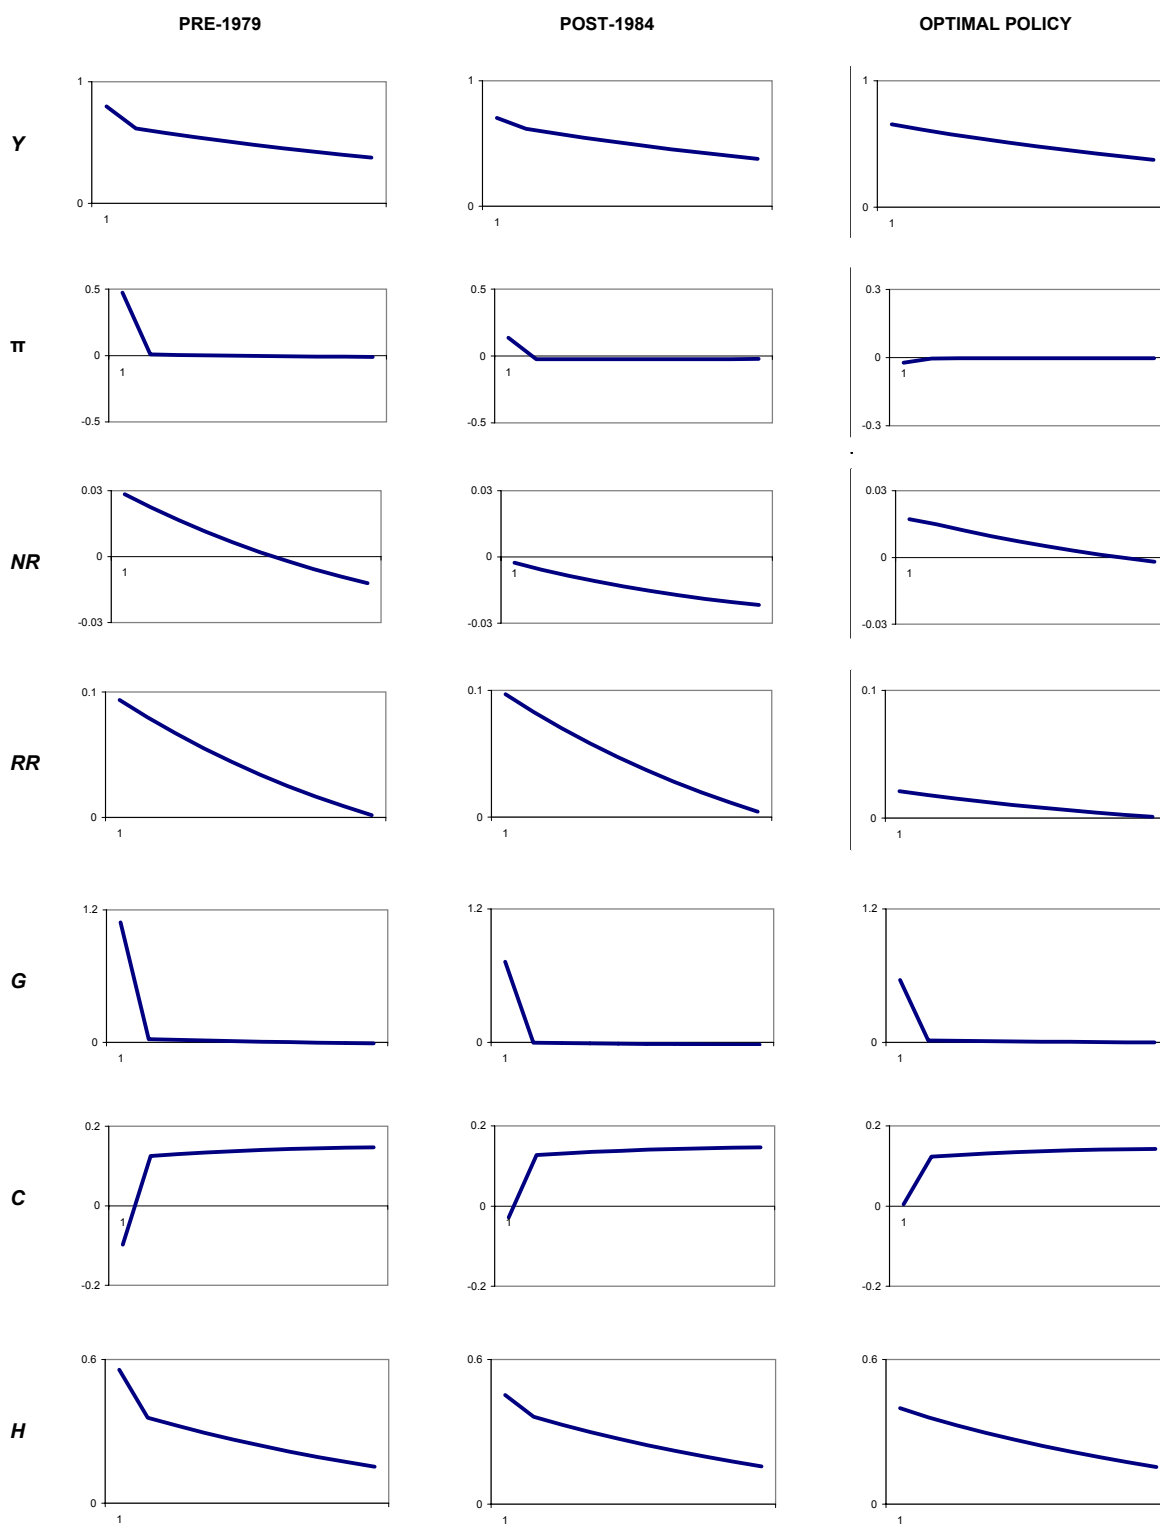 PRE-1979 POST-1984 OPTIMAL POLICY
Y
1 0 1
1 0 1
1 0 1
π
0.5 0 -0.5 1
0.5 0 -0.5 1
0.3 0 -0.3 1
NR
0.03 0 -0.03 1
0.03 0 -0.03 1
0.03 0 -0.03 1
RR
0.1 0 1
0.1 0 1
0.1 0 1
G
1.2 0 1
1.2 0 1
1.2 0 1
C
0.2 0 -0.2 1
0.2 0 -0.2 1
0.2 0 -0.2 1
H
0.6 0 1
0.6 0 1
0.6 0 1